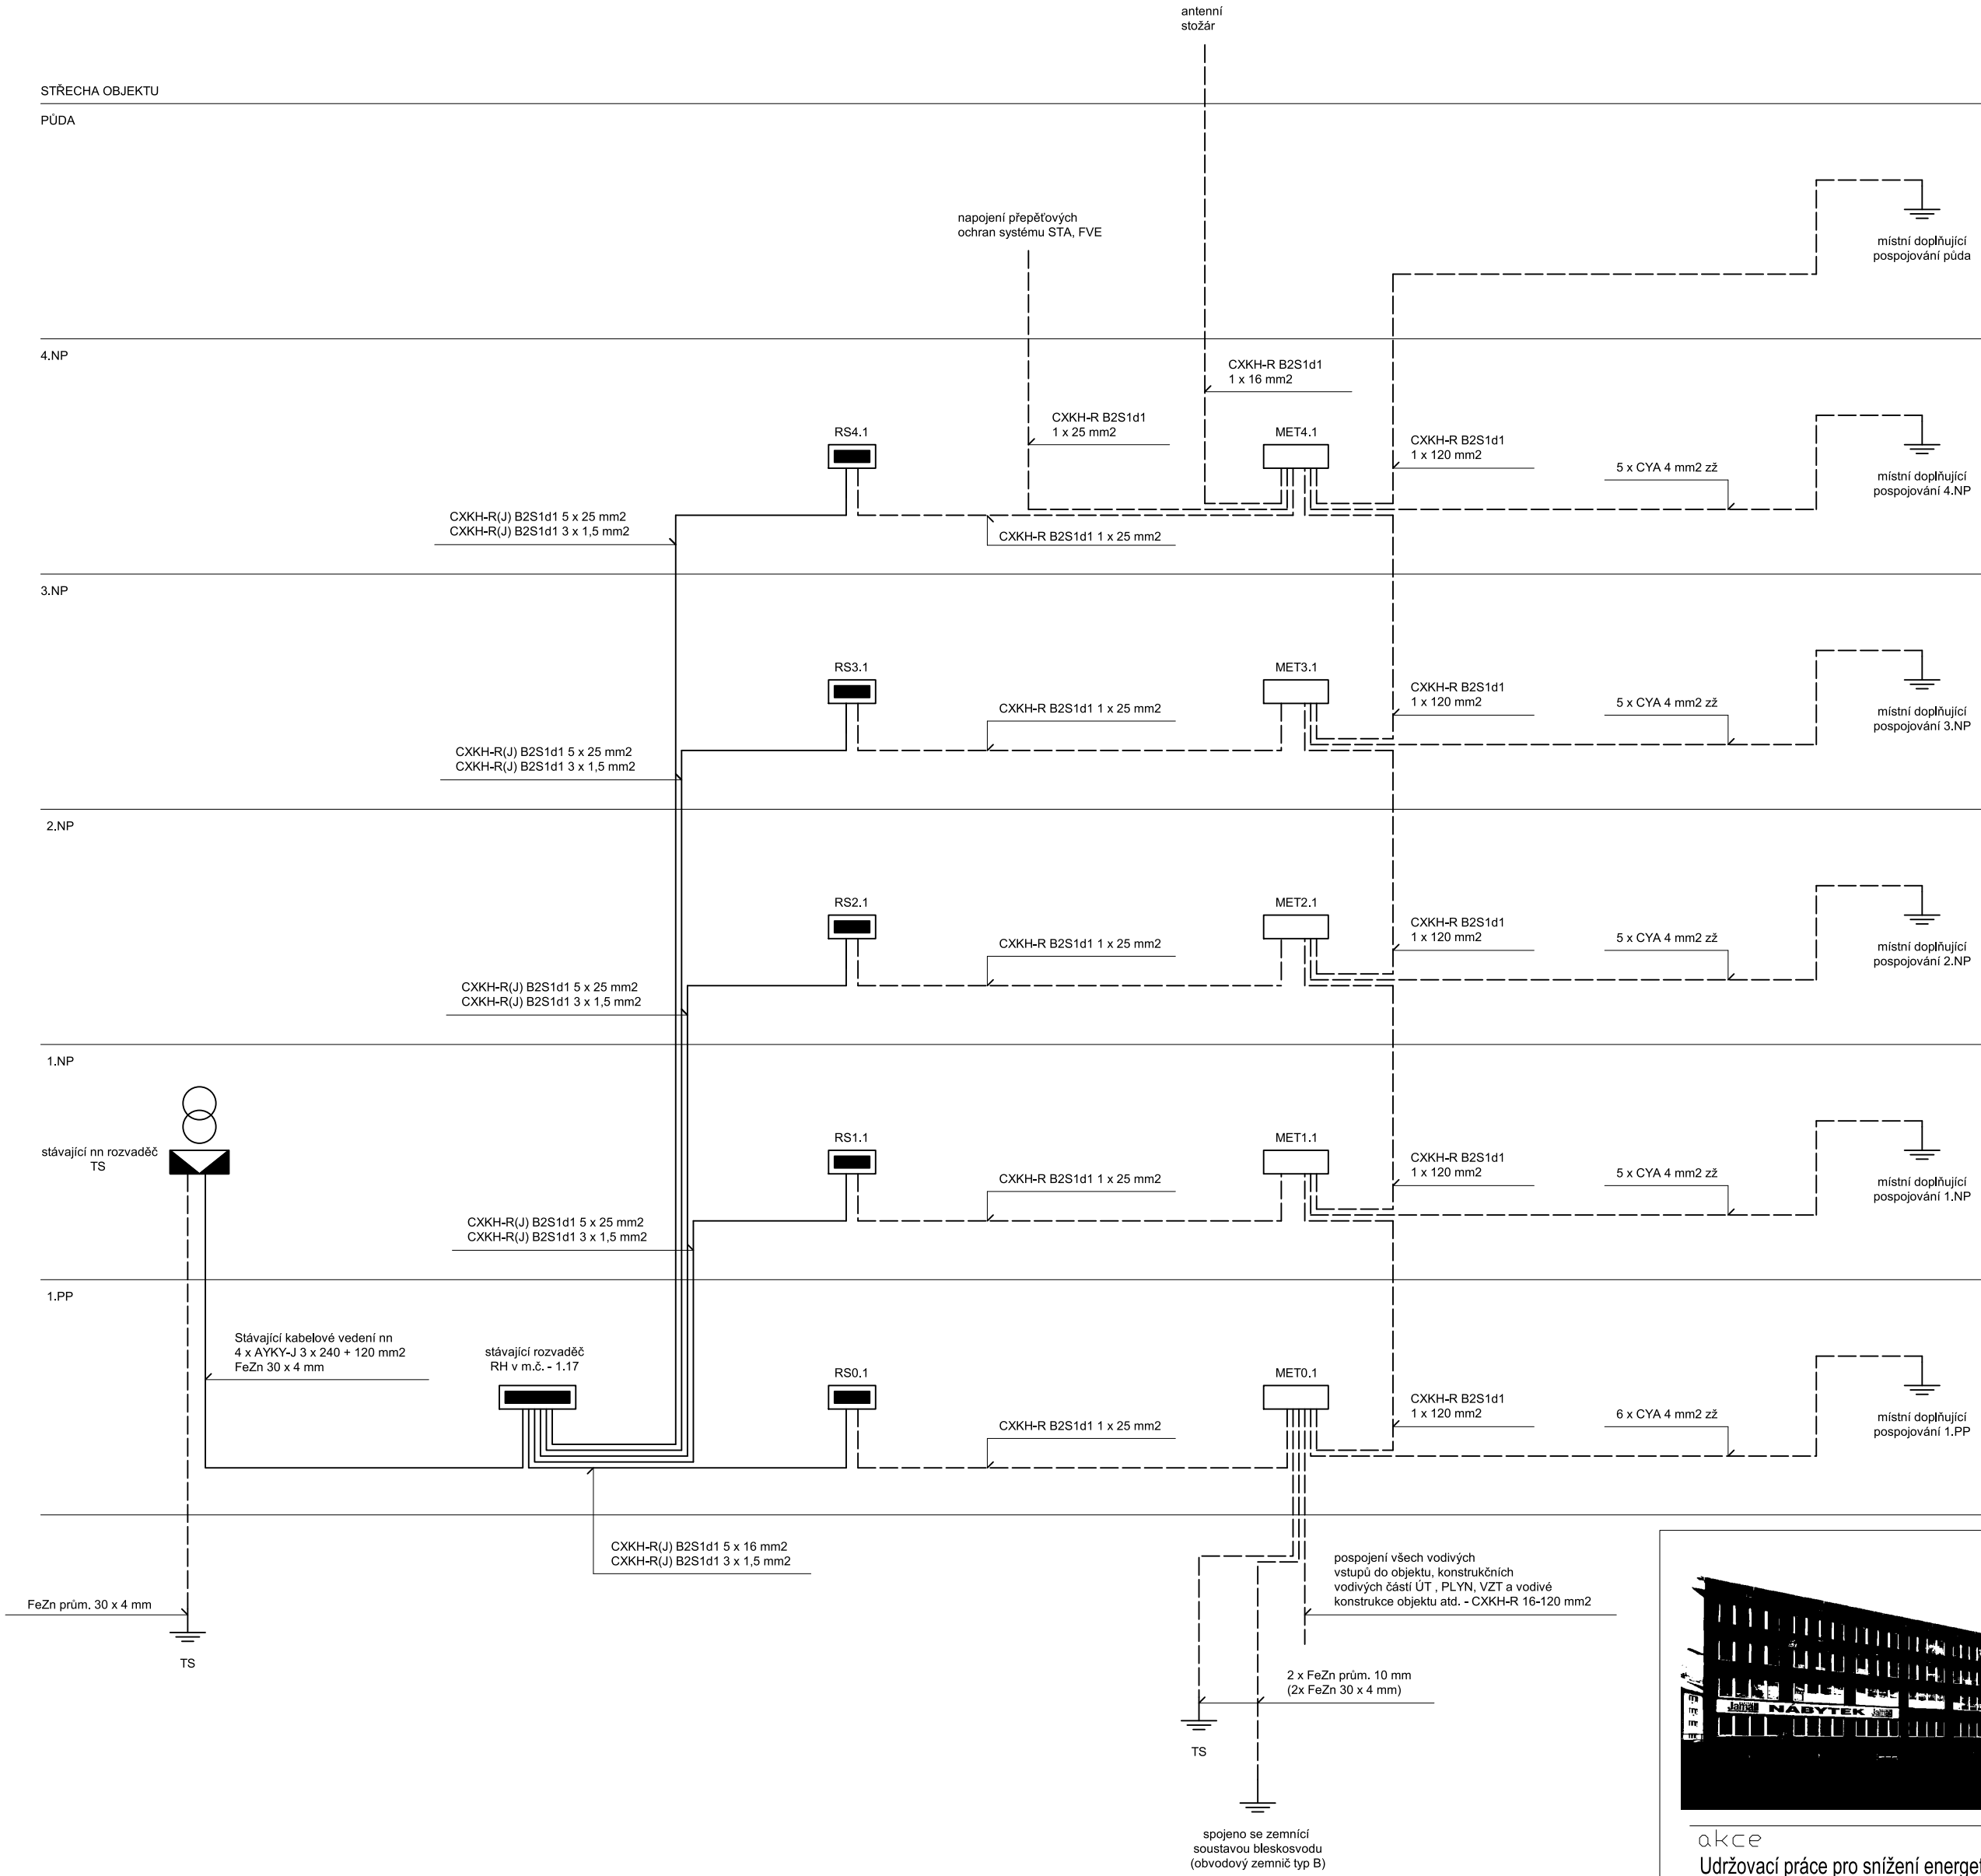 antenní
stožár
STŘECHA OBJEKTU
PŮDA
napojení přepěťových
ochran systému STA, FVE
místní doplňující
pospojování půda
4.NP
CXKH-R B2S1d1
1 x 16 mm2
CXKH-R B2S1d1
1 x 25 mm2
RS4.1
MET4.1
CXKH-R B2S1d1
1 x 120 mm2
5 x CYA 4 mm2 zž
místní doplňující
pospojování 4.NP
CXKH-R(J) B2S1d1 5 x 25 mm2
CXKH-R(J) B2S1d1 3 x 1,5 mm2
CXKH-R B2S1d1 1 x 25 mm2
3.NP
RS3.1
MET3.1
CXKH-R B2S1d1
1 x 120 mm2
5 x CYA 4 mm2 zž
CXKH-R B2S1d1 1 x 25 mm2
místní doplňující
pospojování 3.NP
CXKH-R(J) B2S1d1 5 x 25 mm2
CXKH-R(J) B2S1d1 3 x 1,5 mm2
2.NP
RS2.1
MET2.1
CXKH-R B2S1d1
1 x 120 mm2
5 x CYA 4 mm2 zž
CXKH-R B2S1d1 1 x 25 mm2
místní doplňující
pospojování 2.NP
CXKH-R(J) B2S1d1 5 x 25 mm2
CXKH-R(J) B2S1d1 3 x 1,5 mm2
1.NP
stávající nn rozvaděč
TS
RS1.1
MET1.1
CXKH-R B2S1d1
1 x 120 mm2
5 x CYA 4 mm2 zž
CXKH-R B2S1d1 1 x 25 mm2
místní doplňující
pospojování 1.NP
CXKH-R(J) B2S1d1 5 x 25 mm2
CXKH-R(J) B2S1d1 3 x 1,5 mm2
1.PP
Stávající kabelové vedení nn
4 x AYKY-J 3 x 240 + 120 mm2
FeZn 30 x 4 mm
stávající rozvaděč
RH v m.č. - 1.17
RS0.1
MET0.1
CXKH-R B2S1d1
1 x 120 mm2
6 x CYA 4 mm2 zž
CXKH-R B2S1d1 1 x 25 mm2
místní doplňující
pospojování 1.PP
CXKH-R(J) B2S1d1 5 x 16 mm2
CXKH-R(J) B2S1d1 3 x 1,5 mm2
pospojení všech vodivých
vstupů do objektu, konstrukčních
vodivých částí ÚT , PLYN, VZT a vodivé
konstrukce objektu atd. - CXKH-R 16-120 mm2
FeZn prům. 30 x 4 mm
TS
2 x FeZn prům. 10 mm
(2x FeZn 30 x 4 mm)
TS
spojeno se zemnící
soustavou bleskosvodu
(obvodový zemnič typ B)
Jamall NÁBYTEK Jamall
akce
Udržovací práce pro snížení energet